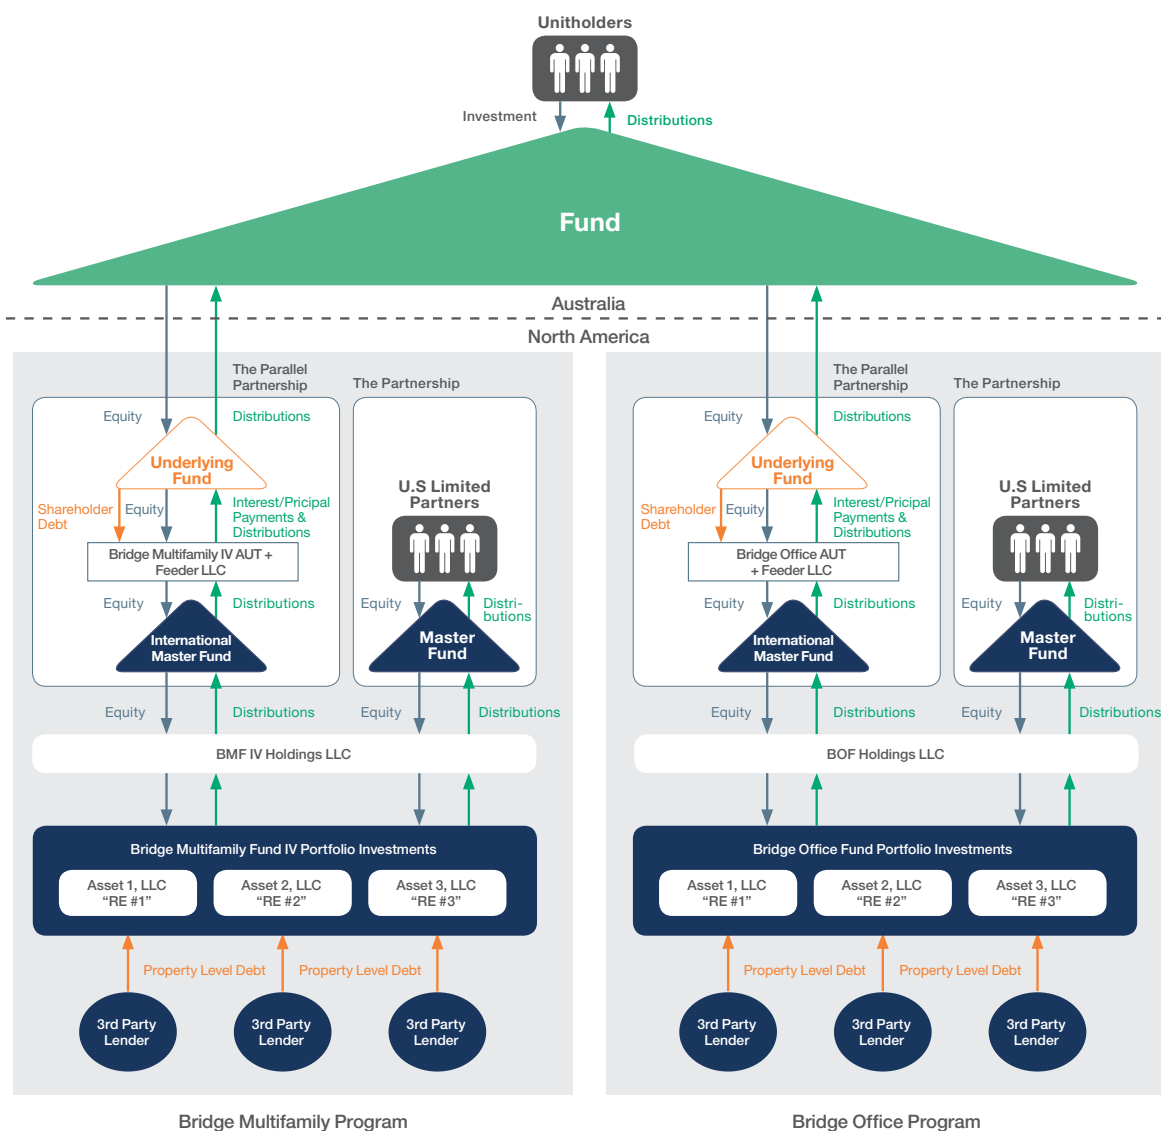 Unitholders
Investment
Distributions
Fund
Australia
North America
The Parallel
Partnership
The Partnership
Equity
Distributions
Underlying
Fund
Shareholder
Debt
Equity
Interest/Pricipal
Payments &
Distributions
U.S Limited
Partners
Bridge Multifamily IV AUT +
Feeder LLC
Equity
Distributions
Equity
Distri-
butions
International
Master Fund
Master
Fund
Equity
Distributions
Equity
Distributions
BMF IV Holdings LLC
Bridge Multifamily Fund IV Portfolio Investments
Asset 1, LLC
“RE #1”
Asset 2, LLC
“RE #2”
Asset 3, LLC
“RE #3”
Property Level Debt
Property Level Debt
3rd Party
Lender
3rd Party
Lender
3rd Party
Lender
Bridge Multifamily Program
The Parallel
Partnership
The Partnership
Equity
Distributions
Underlying
Fund
Shareholder
Debt
Equity
Interest/Pricipal
Payments &
Distributions
U.S Limited
Partners
Bridge Office AUT
+ Feeder LLC
Equity
Distributions
Equity
Distri-
butions
International
Master Fund
Master
Fund
Equity
Distributions
Equity
Distributions
BOF Holdings LLC
Bridge Office Fund Portfolio Investments
Asset 1, LLC
“RE #1”
Asset 2, LLC
“RE #2”
Asset 3, LLC
“RE #3”
Property Level Debt
Property Level Debt
3rd Party
Lender
3rd Party
Lender
3rd Party
Lender
Bridge Office Program